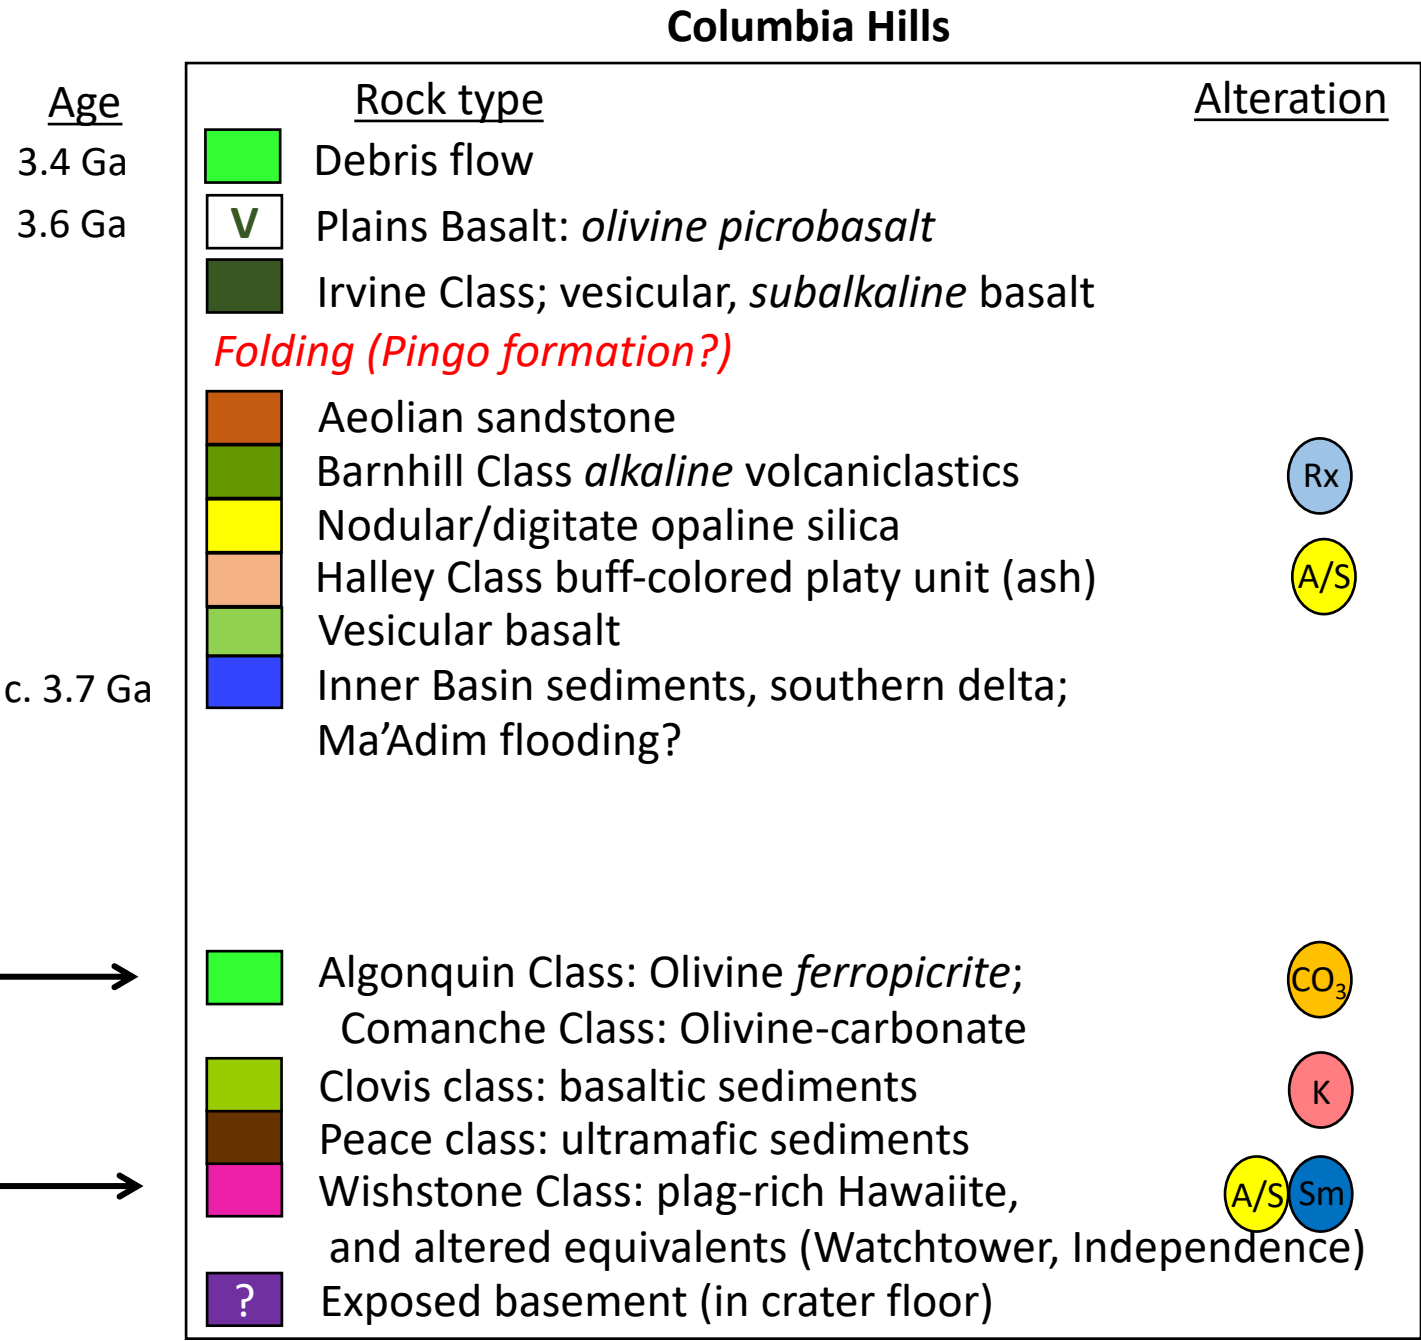 Columbia Hills
Age Rock type Alteration
3.4 Ga Debris flow
3.6 Ga V Plains Basalt: olivine picrobasalt
Irvine Class; vesicular, subalkaline basalt
Folding (Pingo formation?)
Aeolian sandstone
Barnhill Class alkaline volcaniclastics Rx
Nodular/digitate opaline silica
Halley Class buff-colored platy unit (ash) A/S
Vesicular basalt
c. 3.7 Ga Inner Basin sediments, southern delta;
Ma’Adim flooding?
Algonquin Class: Olivine ferropicrite; CO₃
Comanche Class: Olivine-carbonate
Clovis class: basaltic sediments K
Peace class: ultramafic sediments
Wishstone Class: plag-rich Hawaiite, A/S Sm
and altered equivalents (Watchtower, Independence)
? Exposed basement (in crater floor)